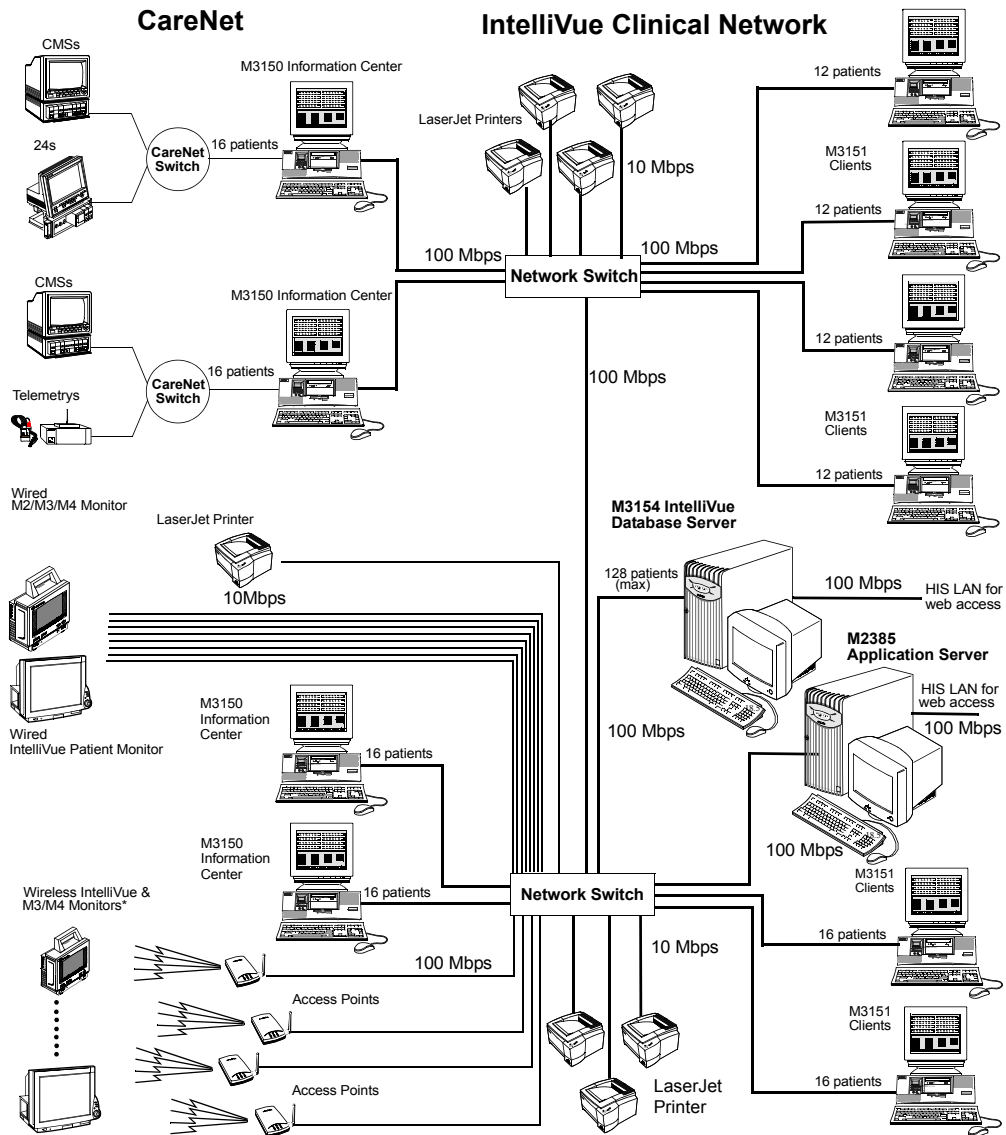 CareNet
IntelliVue Clinical Network
CMSs
M3150 Information Center
LaserJet Printers
12 patients
24s
CareNet
Switch
16 patients
10 Mbps
M3151
Clients
12 patients
100 Mbps
100 Mbps
Network Switch
CMSs
M3150 Information Center
12 patients
CareNet
Switch
16 patients
100 Mbps
Telemetrys
M3151
Clients
12 patients
Wired
M2/M3/M4 Monitor
LaserJet Printer
10Mbps
M3154 IntelliVue
Database Server
128 patients
(max)
100 Mbps
HIS LAN for
web access
M2385
Application Server
HIS LAN for
web access
100 Mbps
Wired
IntelliVue Patient Monitor
M3150
Information
Center
16 patients
100 Mbps
M3150
Information
Center
16 patients
100 Mbps
Network Switch
M3151
Clients
16 patients
Wireless IntelliVue &
M3/M4 Monitors*
100 Mbps
10 Mbps
Access Points
M3151
Clients
16 patients
Access Points
LaserJet
Printer